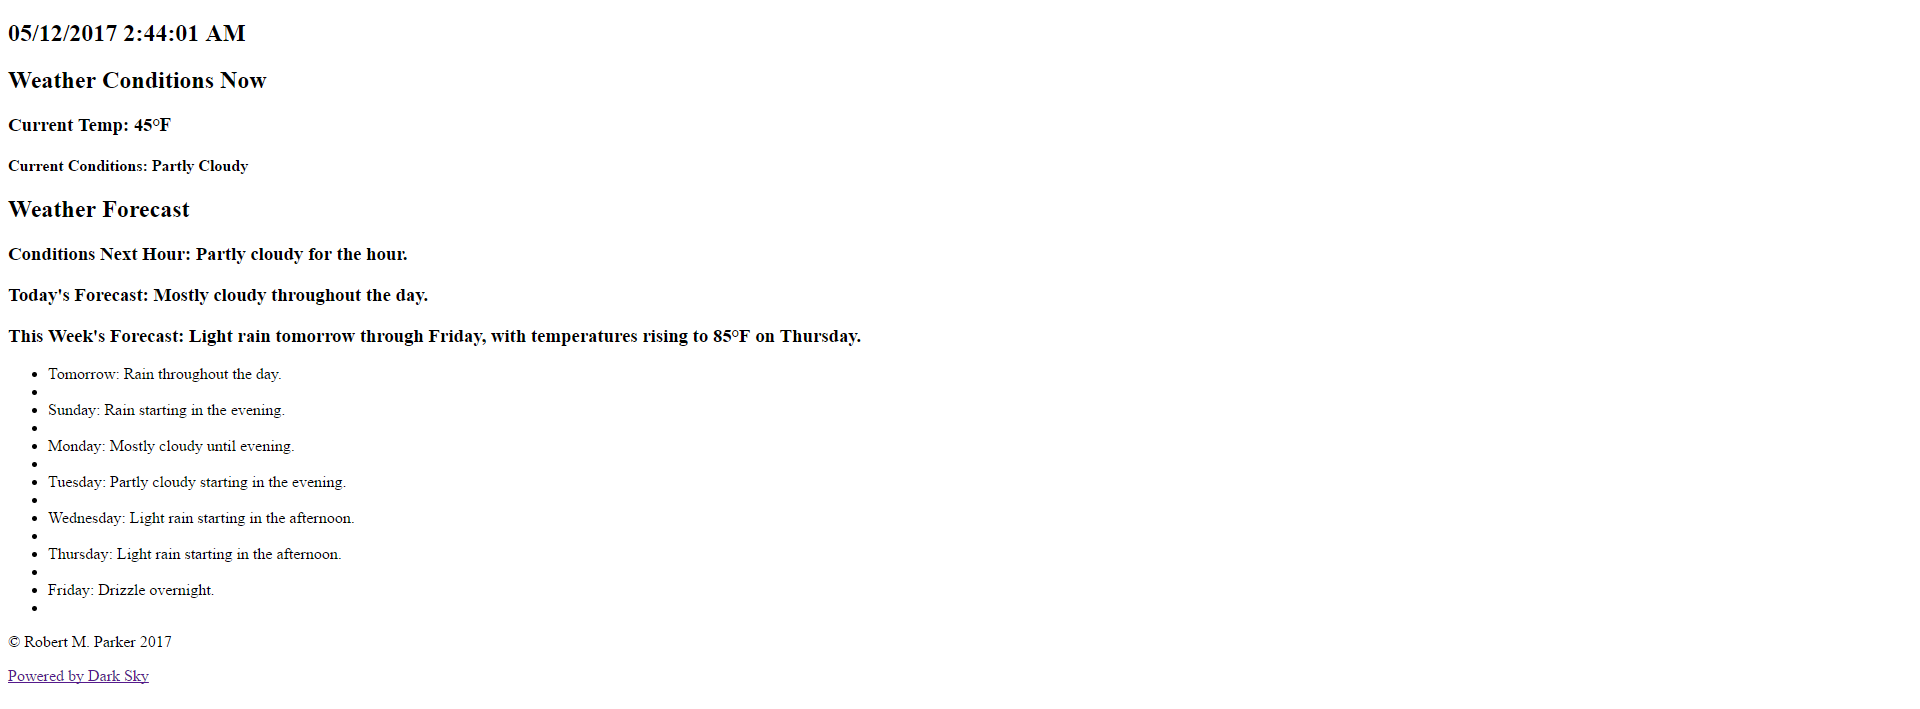 05/12/2017 2:44:01 AM
Weather Conditions Now
Current Temp: 45°F
Current Conditions: Partly Cloudy
Weather Forecast
Conditions Next Hour: Partly cloudy for the hour.
Today's Forecast: Mostly cloudy throughout the day.
This Week's Forecast: Light rain tomorrow through Friday, with temperatures rising to 85°F on Thursday.
Tomorrow: Rain throughout the day.
Sunday: Rain starting in the evening.
Monday: Mostly cloudy until evening.
Tuesday: Partly cloudy starting in the evening.
Wednesday: Light rain starting in the afternoon.
Thursday: Light rain starting in the afternoon.
Friday: Drizzle overnight.
© Robert M. Parker 2017
Powered by Dark Sky